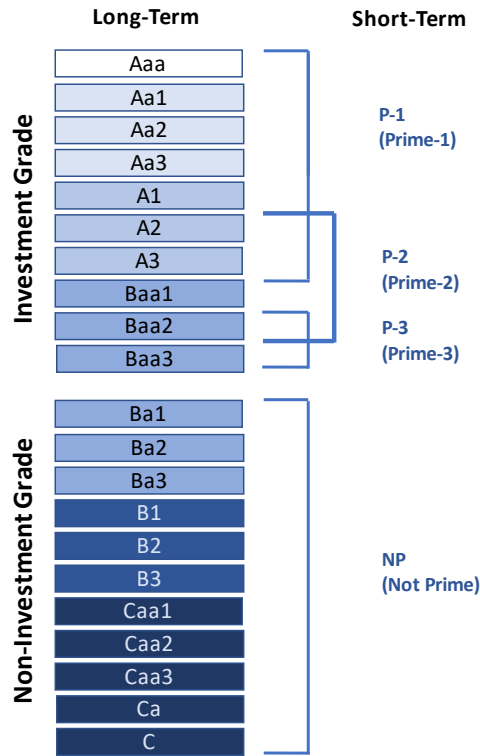 Long-Term
Short-Term
Investment Grade
Aaa
Aa1
Aa2
Aa3
A1
A2
A3
Baa1
Baa2
Baa3
P-1
(Prime-1)
P-2
(Prime-2)
P-3
(Prime-3)
Non-Investment Grade
Ba1
Ba2
Ba3
B1
B2
B3
Caa1
Caa2
Caa3
Ca
C
NP
(Not Prime)